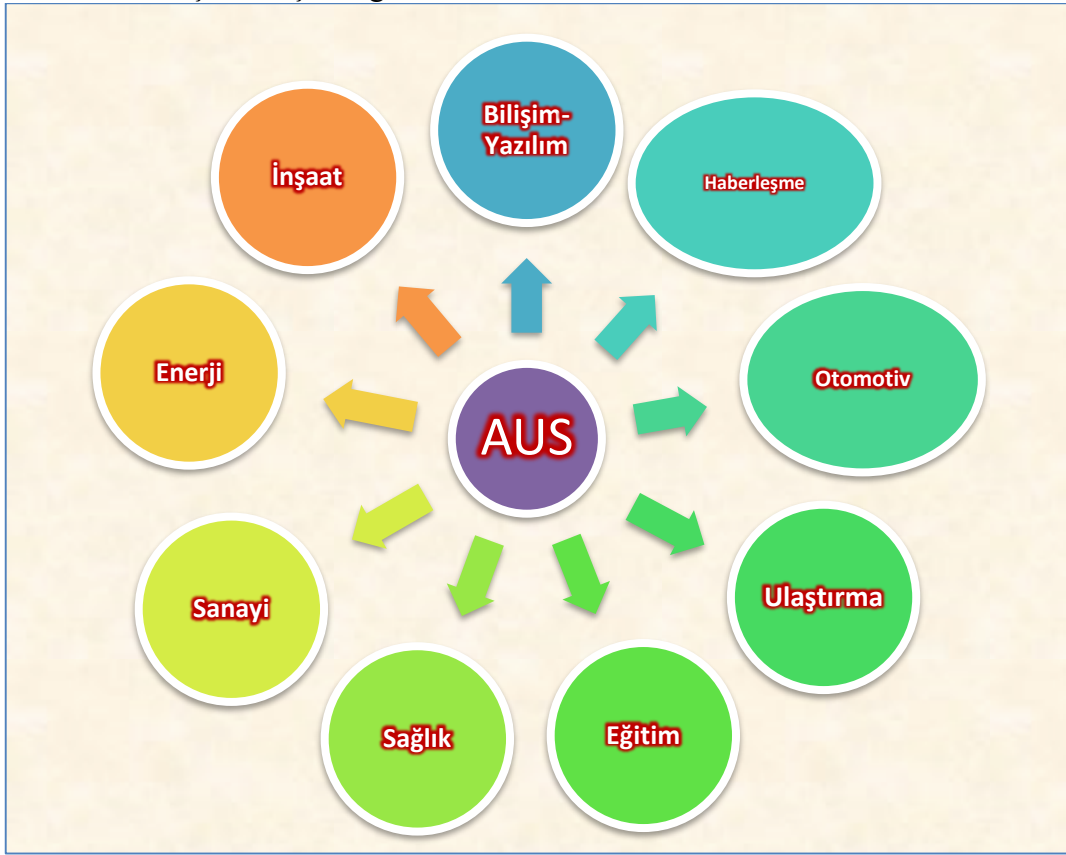 Bilişim-
Yazılım
Haberleşme
Otomotiv
Ulaştırma
Eğitim
Sağlık
Sanayi
Enerji
İnşaat
AUS